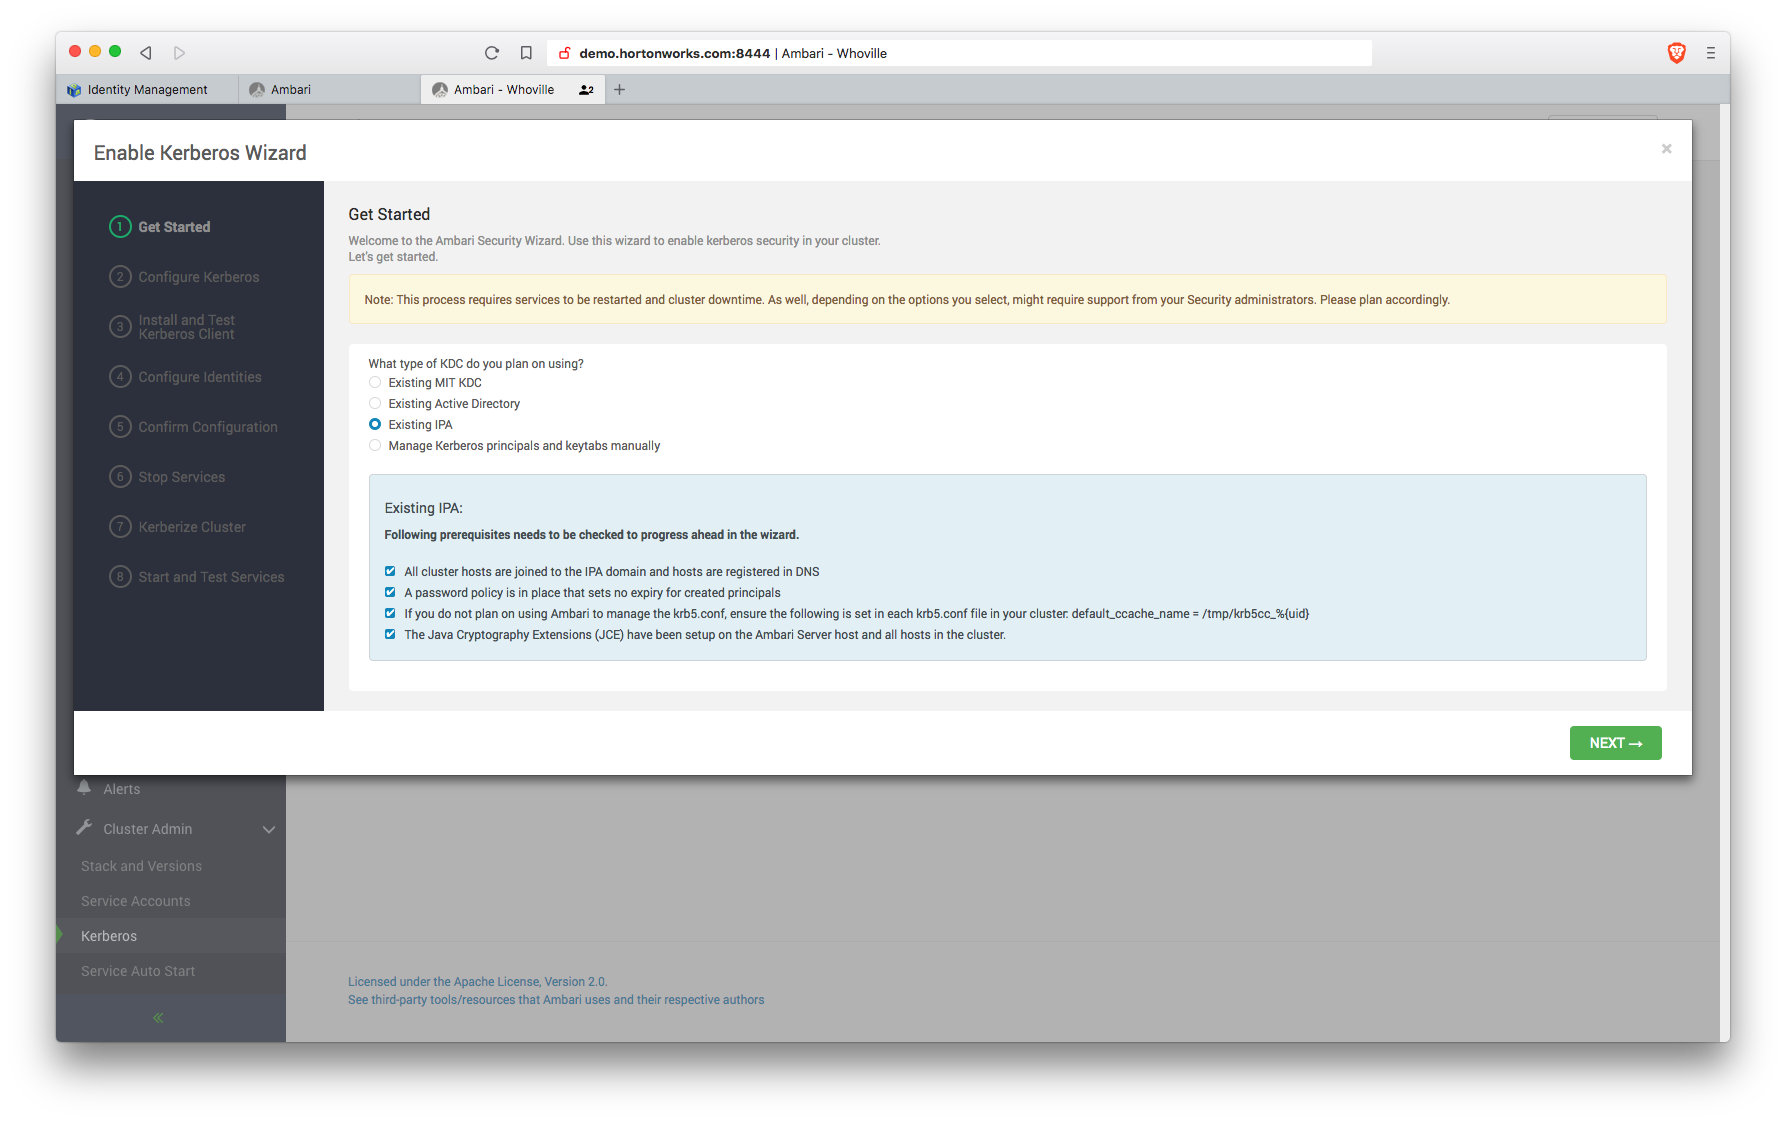 demo.hortonworks.com:8444 | Ambari - Whoville
Identity Management
Ambari
Ambari - Whoville
2
+
Enable Kerberos Wizard
×
1 Get Started
2 Configure Kerberos
3 Install and Test
Kerberos Client
4 Configure Identities
5 Confirm Configuration
6 Stop Services
7 Kerberize Cluster
8 Start and Test Services
Get Started
Welcome to the Ambari Security Wizard. Use this wizard to enable kerberos security in your cluster.
Let's get started.
Note: This process requires services to be restarted and cluster downtime. As well, depending on the options you select, might require support from your Security administrators. Please plan accordingly.
What type of KDC do you plan on using?
Existing MIT KDC
Existing Active Directory
Existing IPA
Manage Kerberos principals and keytabs manually
Existing IPA:
Following prerequisites needs to be checked to progress ahead in the wizard.
All cluster hosts are joined to the IPA domain and hosts are registered in DNS
A password policy is in place that sets no expiry for created principals
If you do not plan on using Ambari to manage the krb5.conf, ensure the following is set in each krb5.conf file in your cluster: default_ccache_name = /tmp/krb5cc_%{uid}
The Java Cryptography Extensions (JCE) have been setup on the Ambari Server host and all hosts in the cluster.
NEXT →
Alerts
Cluster Admin
Stack and Versions
Service Accounts
Kerberos
Service Auto Start
«
Licensed under the Apache License, Version 2.0.
See third-party tools/resources that Ambari uses and their respective authors